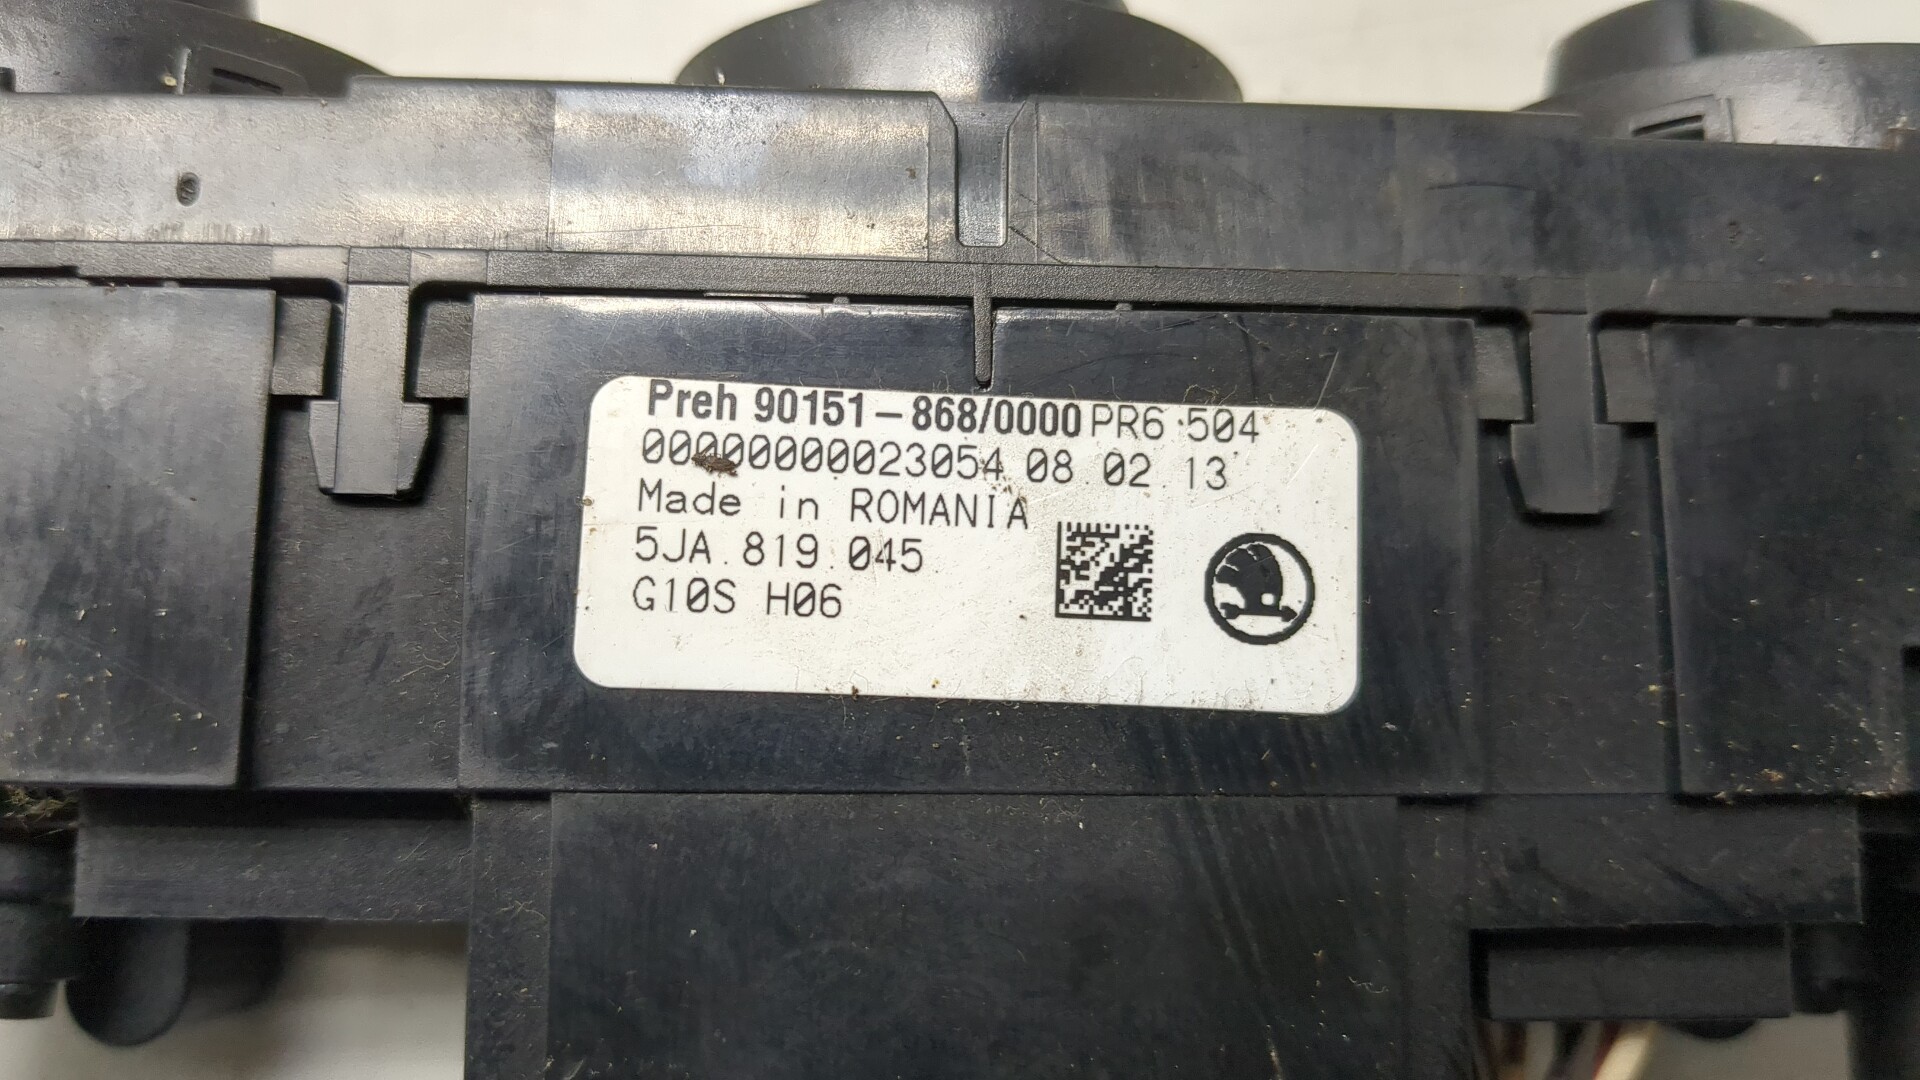 Preh 90151-868/0000 PR6 504
00000000023054 08.02.13
Made in ROMANIA
5JA.819.045
G10S H06